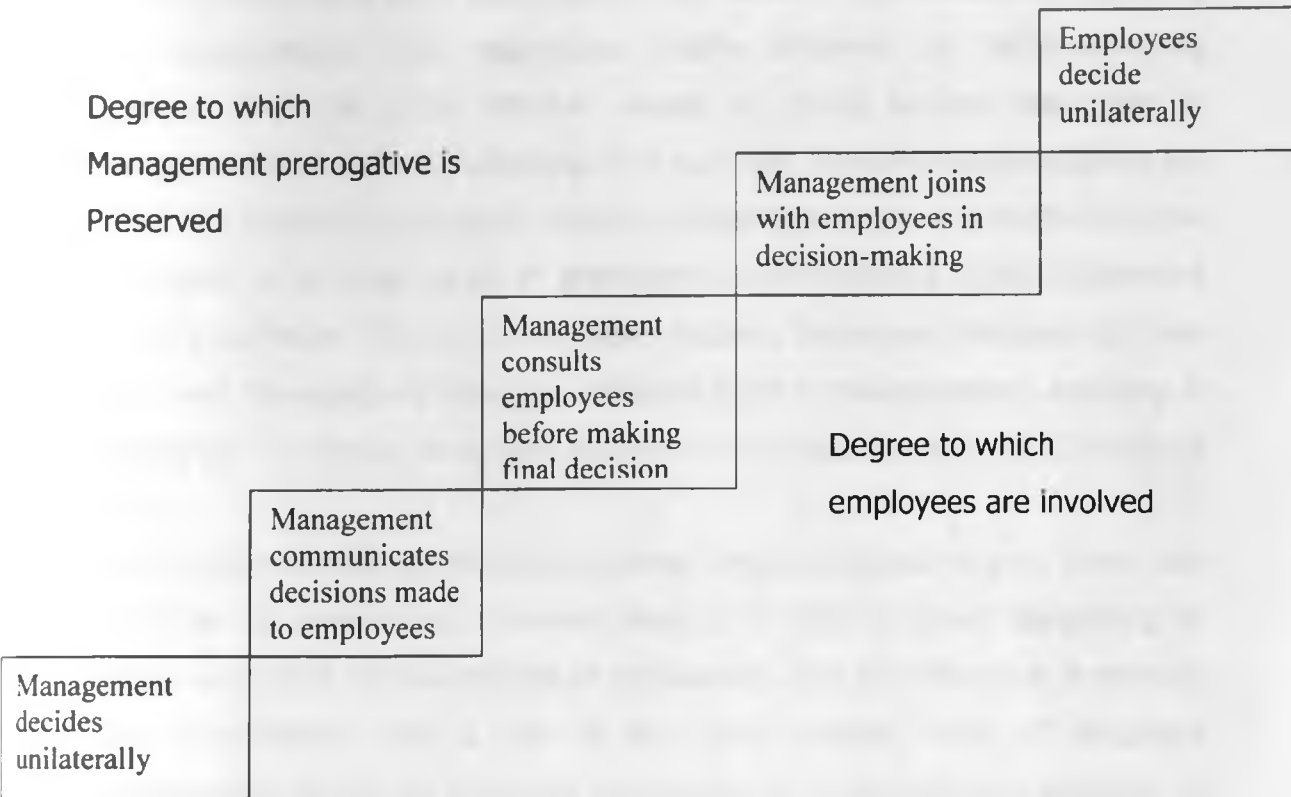 Employees
decide
unilaterally
Degree to which
Management prerogative is
Preserved
Management joins
with employees in
decision-making
Management
consults
employees
before making
final decision
Degree to which
employees are involved
Management
communicates
decisions made
to employees
Management
decides
unilaterally